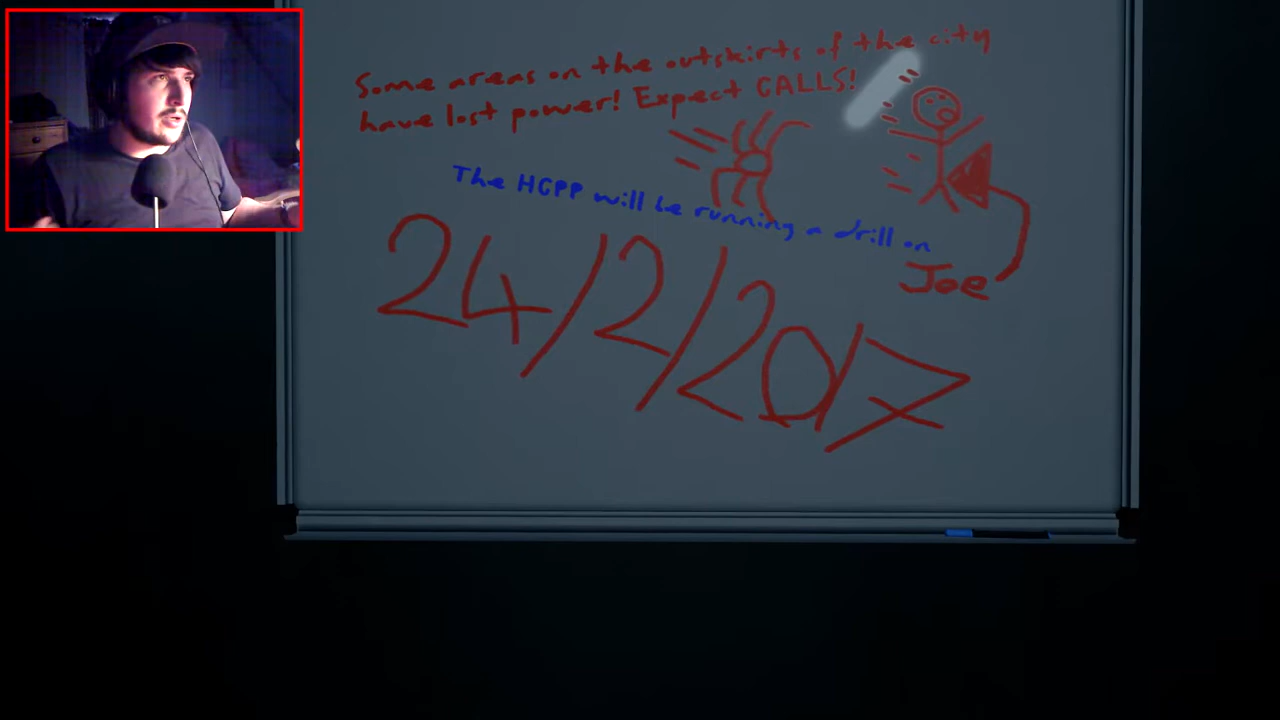 Some areas on the outskirts of the city
have lost power! Expect CALLS!
The HCPP will be running a drill on
24/2/2017
Joe